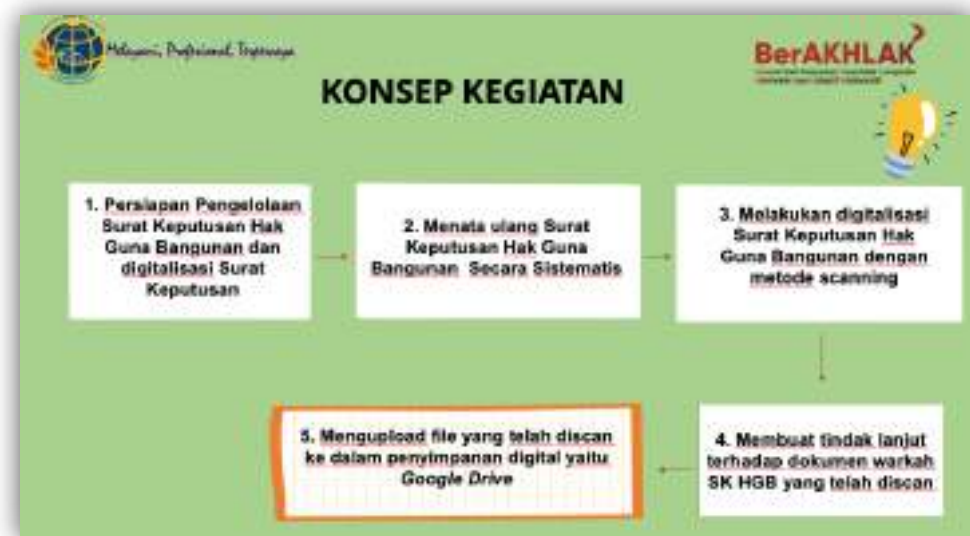 Melayani, Profesional, Terpercaya
BerAKHLAK
KONSEP KEGIATAN
1. Persiapan Pengelolaan
Surat Keputusan Hak
Guna Bangunan dan
digitalisasi Surat
Keputusan
2. Menata ulang Surat
Keputusan Hak Guna
Bangunan Secara Sistematis
3. Melakukan digitalisasi
Surat Keputusan Hak
Guna Bangunan dengan
metode scanning
4. Membuat tindak lanjut
terhadap dokumen warkah
SK HGB yang telah discan
5. Mengupload file yang telah discan
ke dalam penyimpanan digital yaitu
Google Drive